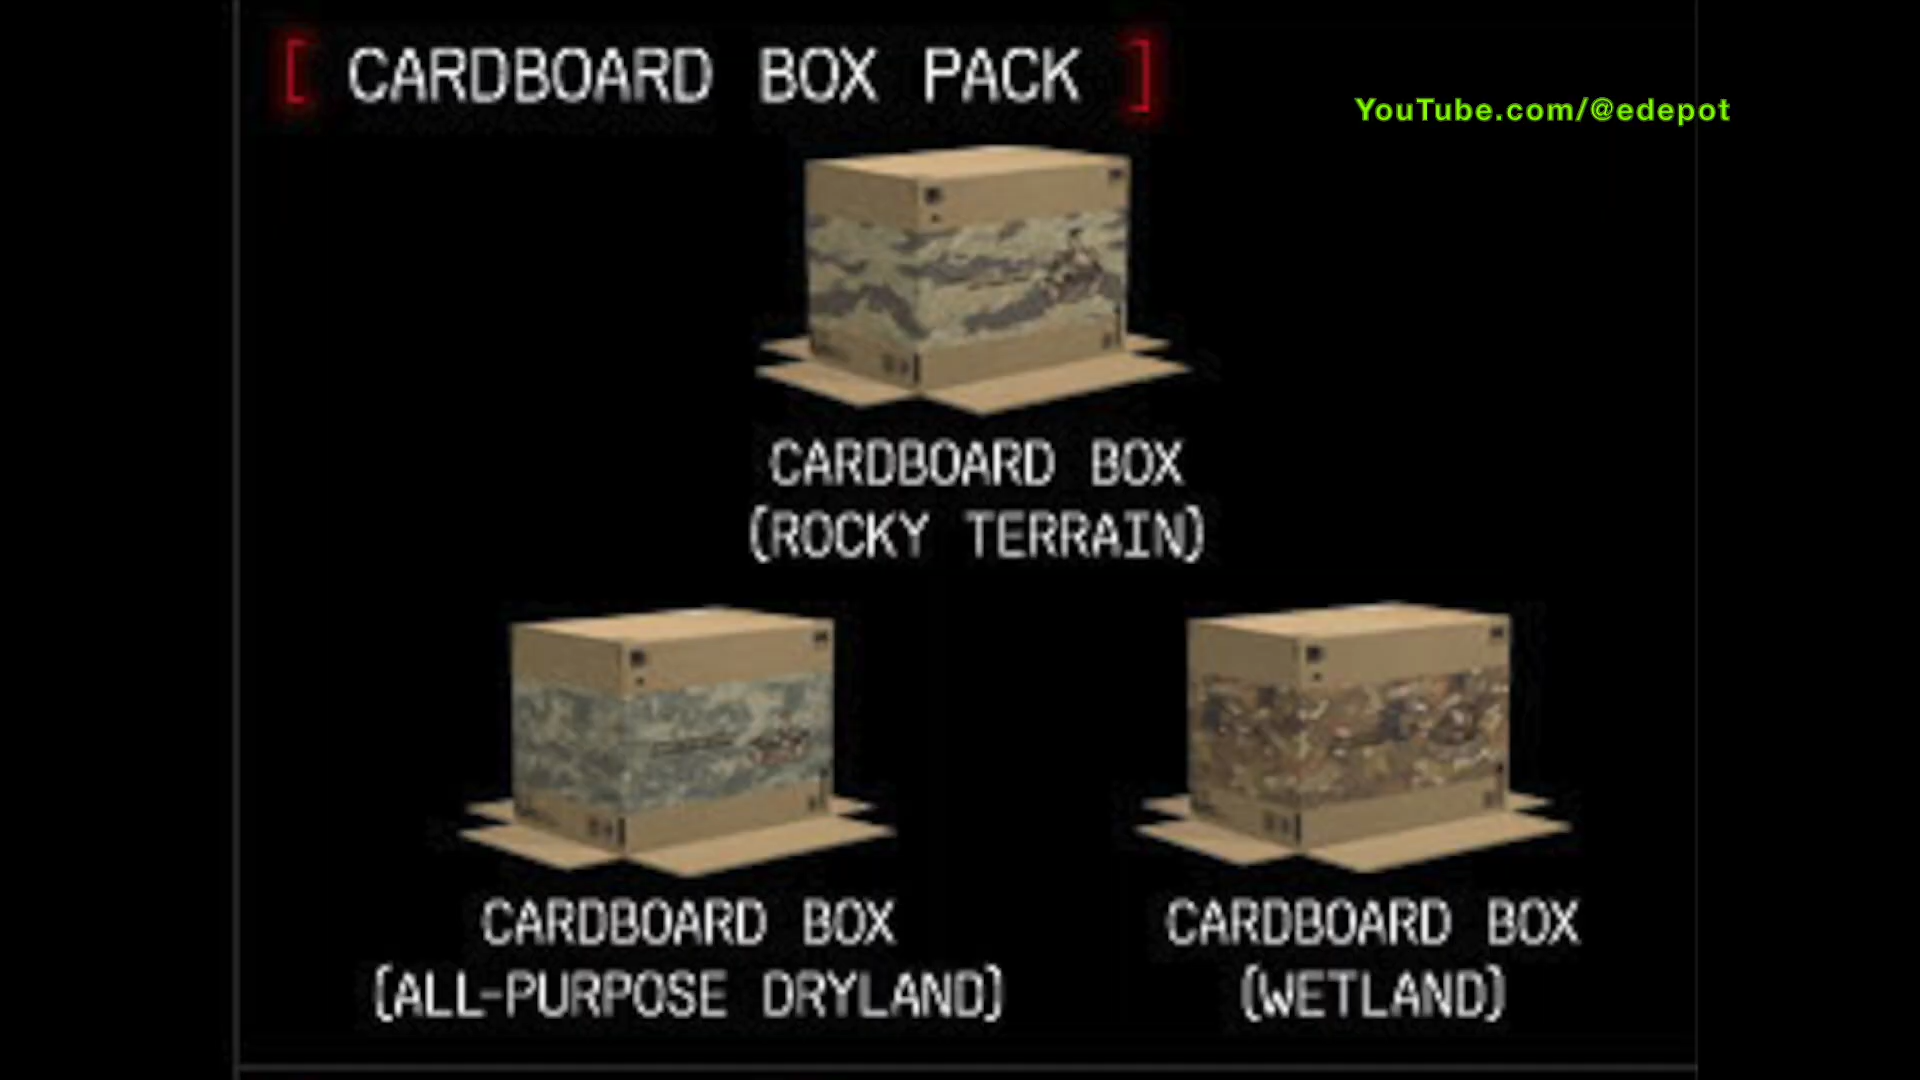 [ CARDBOARD BOX PACK ]
YouTube.com/@edepot
CARDBOARD BOX
(ROCKY TERRAIN)
CARDBOARD BOX
(ALL-PURPOSE DRYLAND)
CARDBOARD BOX
(WETLAND)